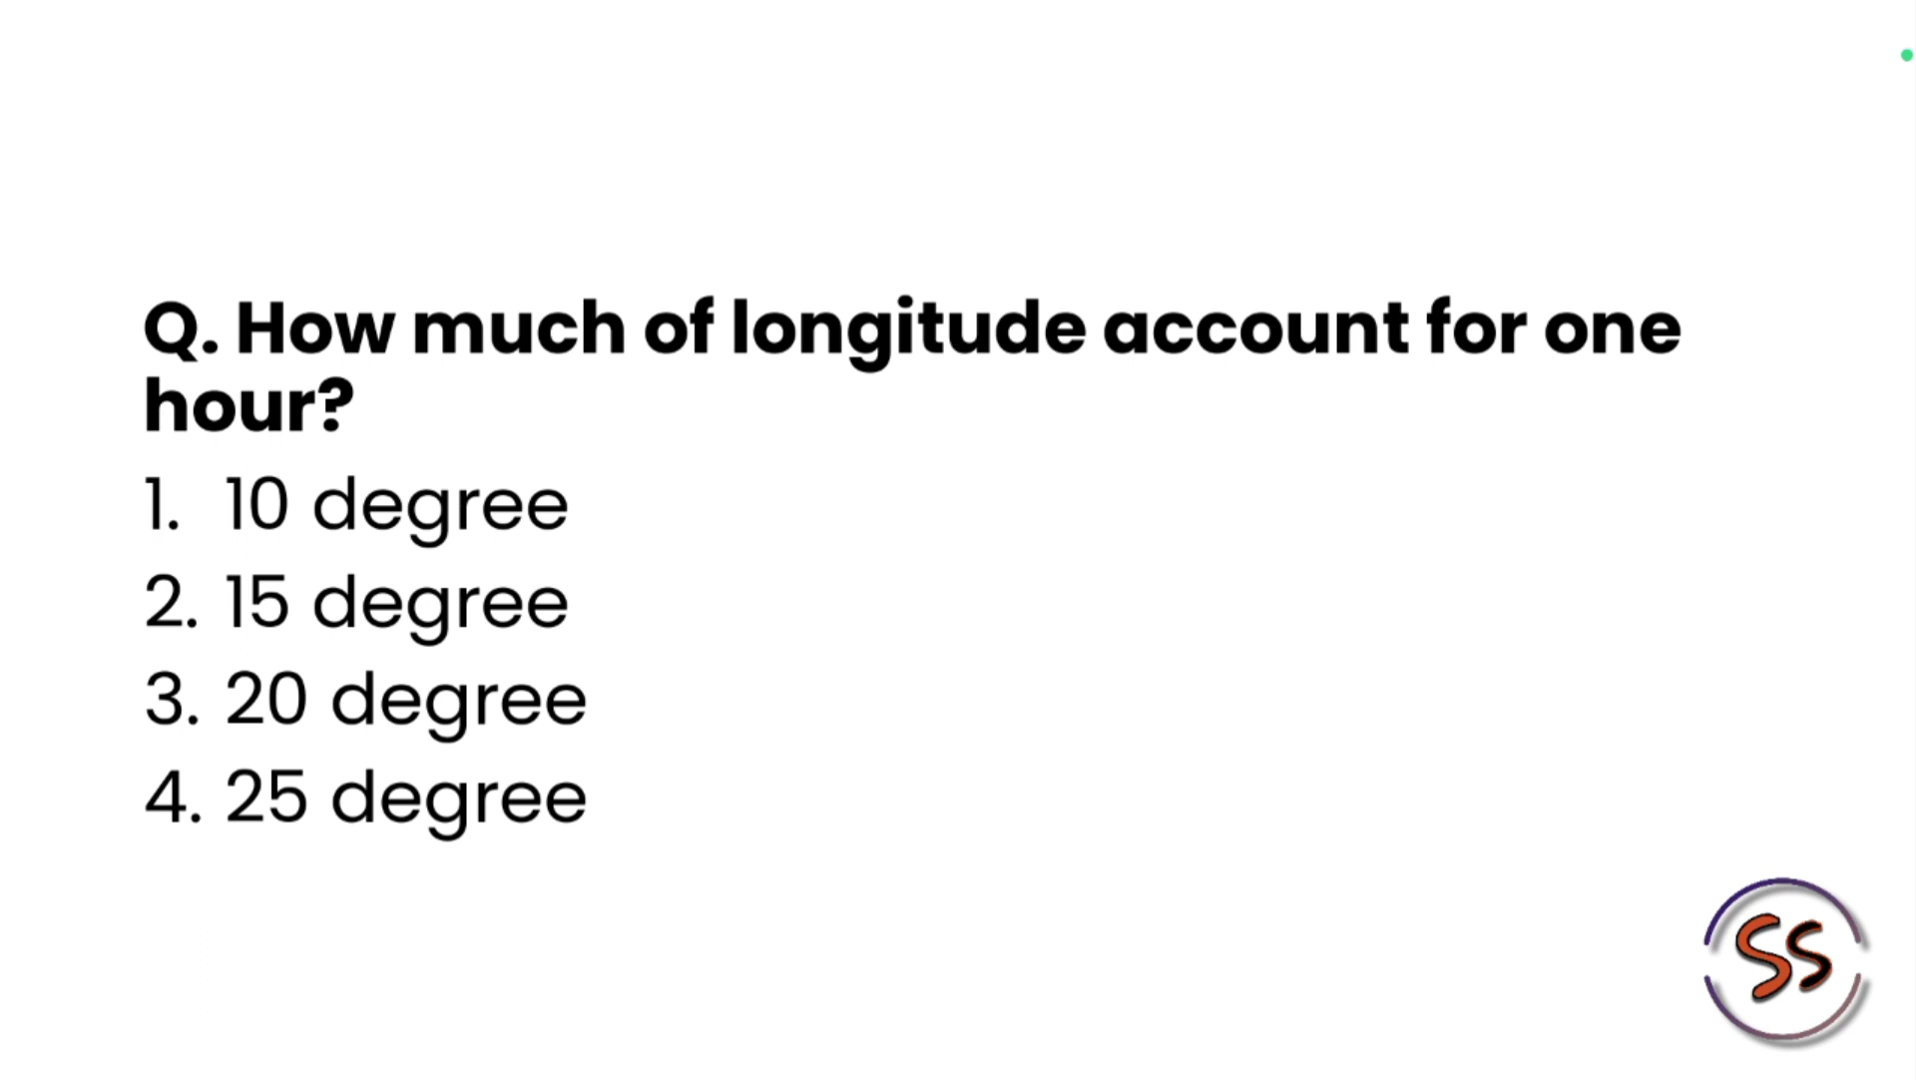 Q. How much of longitude account for one
hour?
1. 10 degree
2. 15 degree
3. 20 degree
4. 25 degree
SS